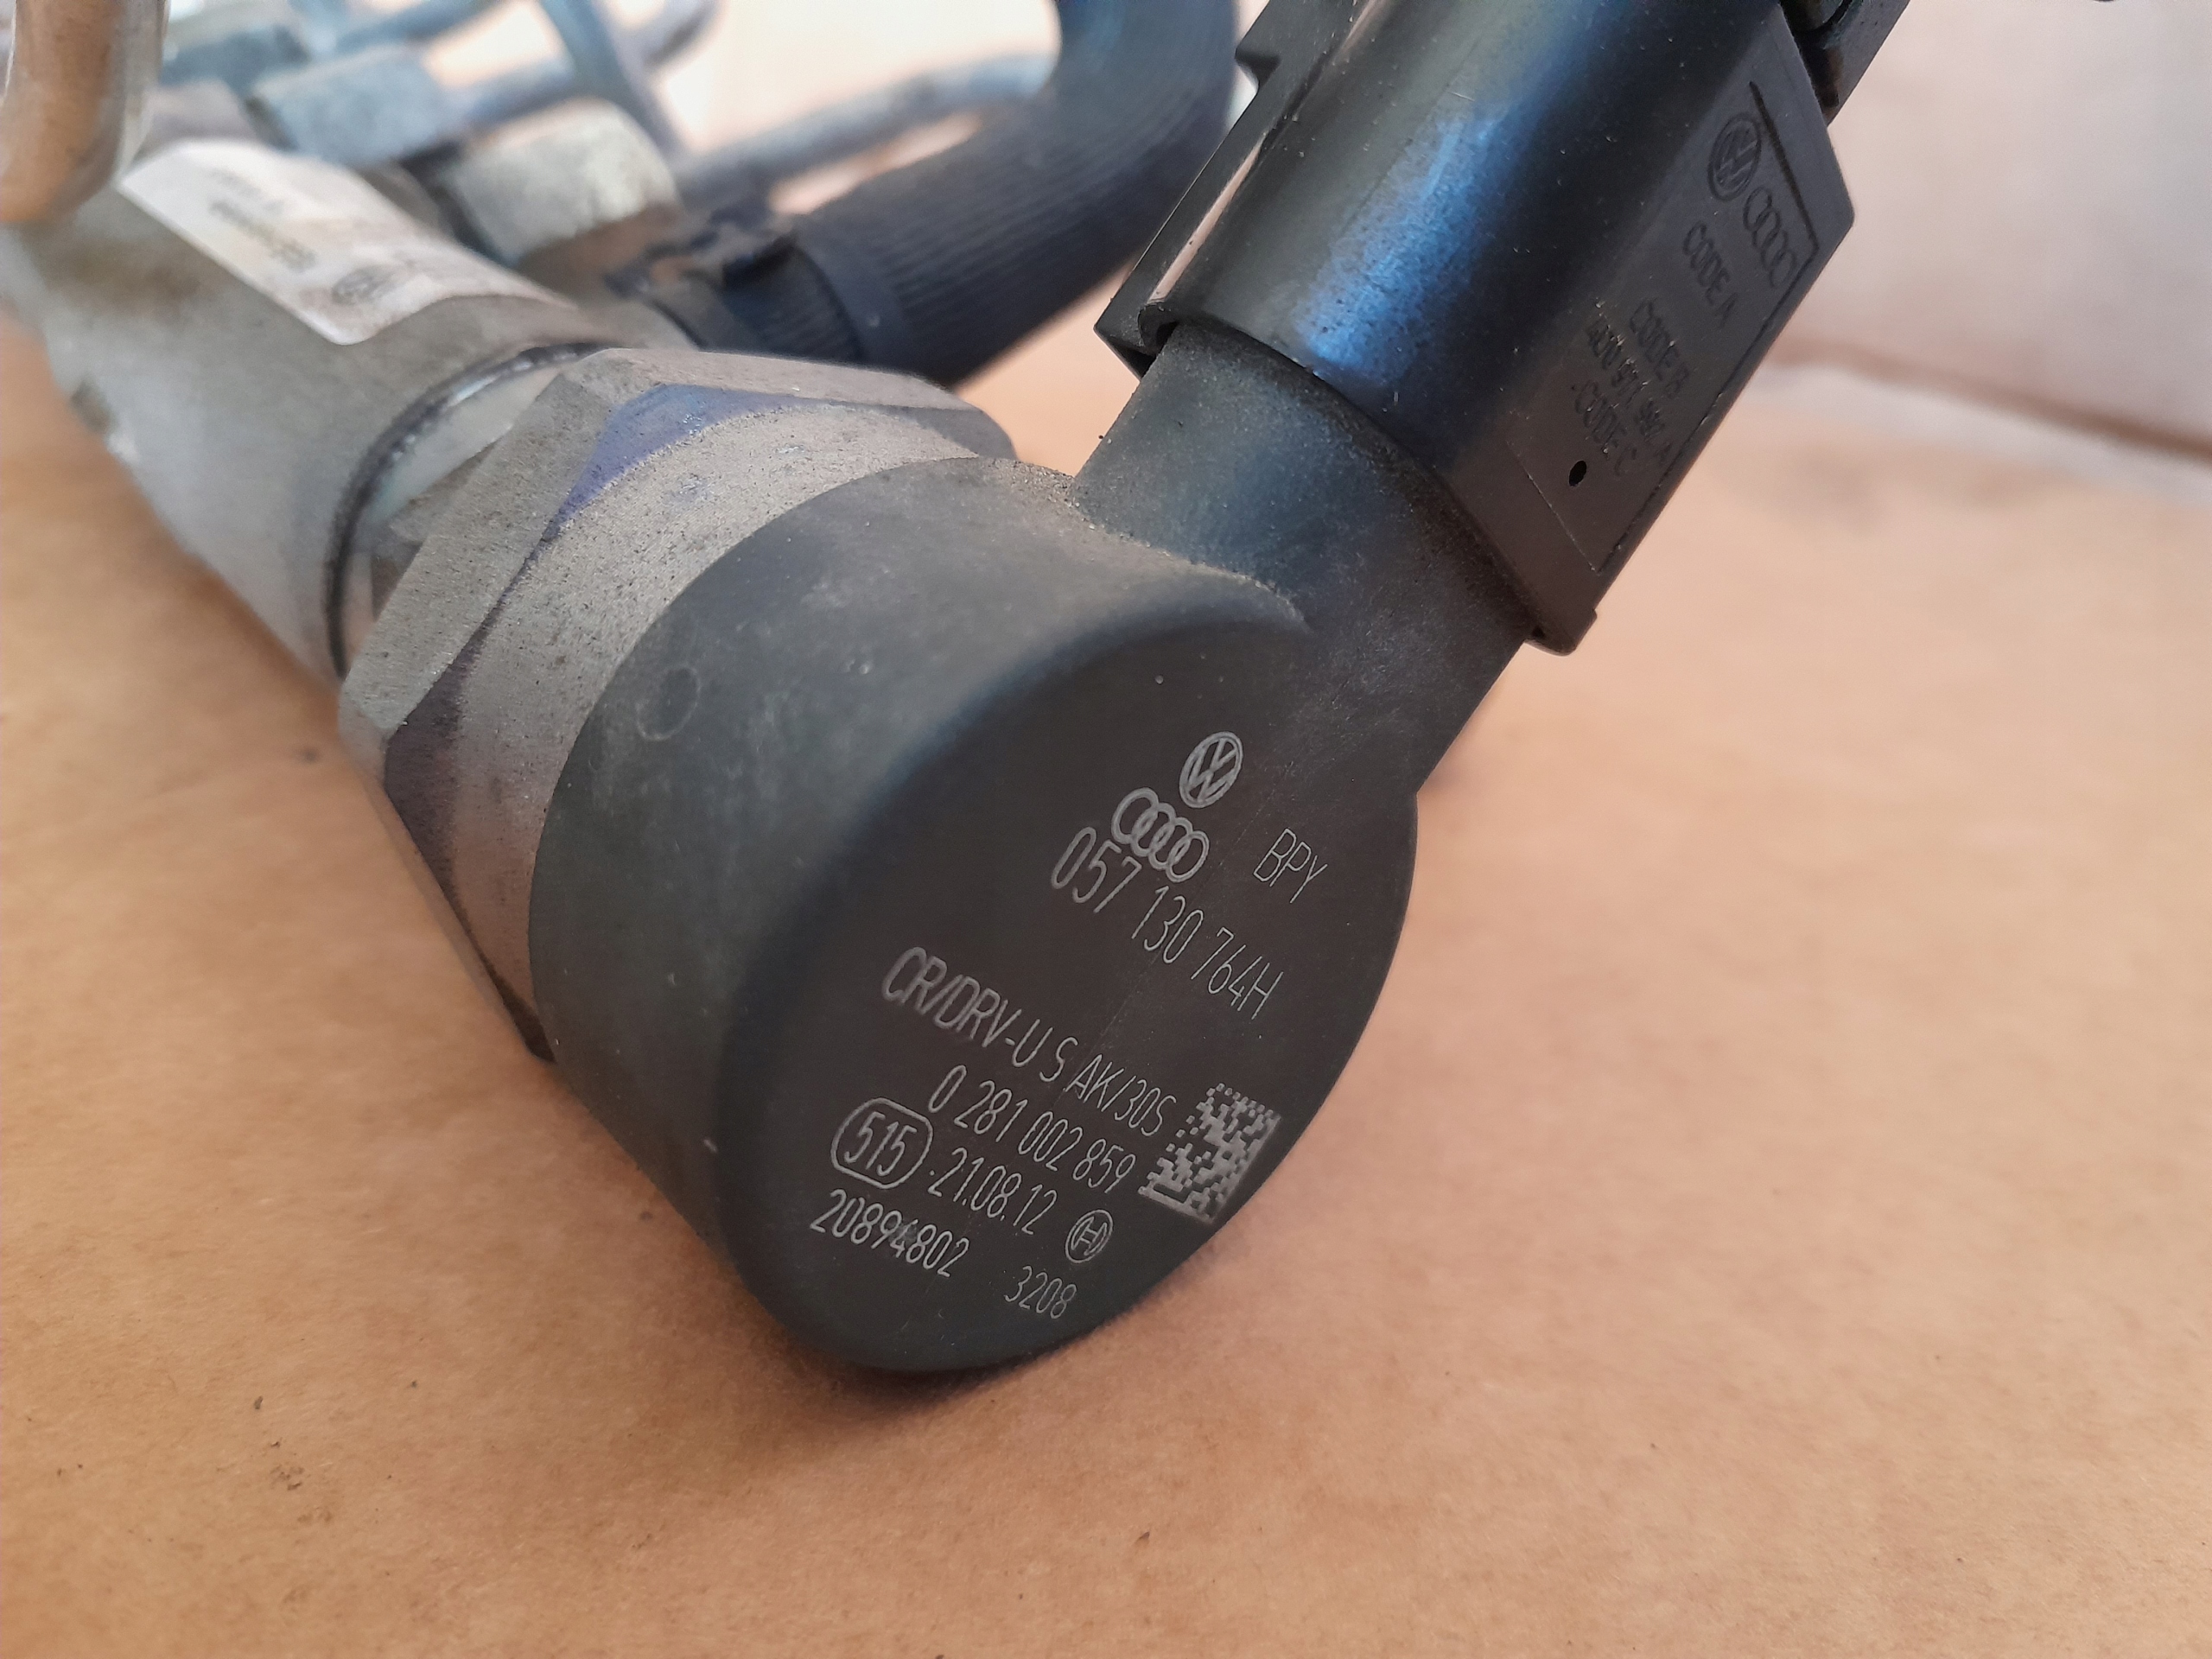 CODE A
CODE B
CODE C
BPY
057 130 764H
CR/DRV-U S AK/30S
0 281 002 859
515 21.08.12
20894802 3208